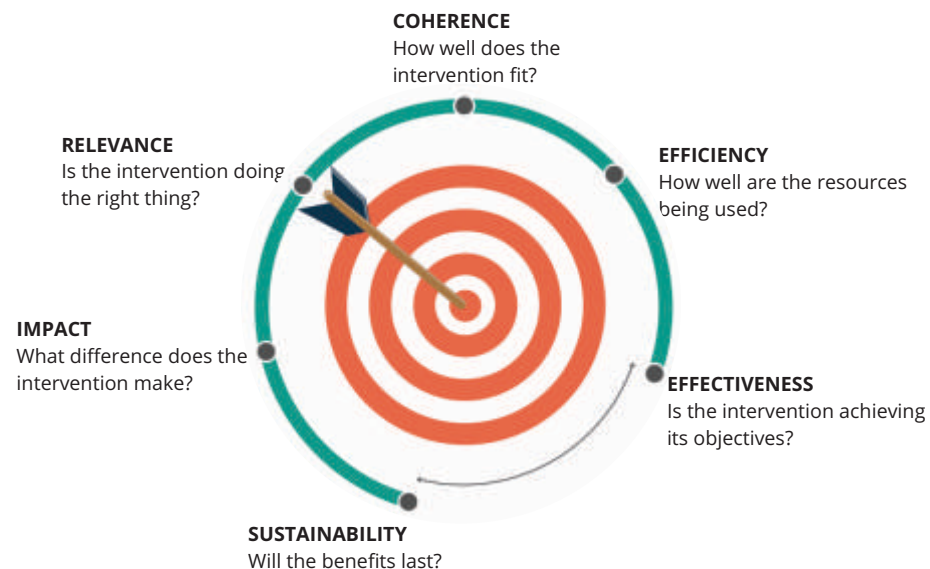 COHERENCE
How well does the
intervention fit?
RELEVANCE
Is the intervention doing
the right thing?
EFFICIENCY
How well are the resources
being used?
IMPACT
What difference does the
intervention make?
EFFECTIVENESS
Is the intervention achieving
its objectives?
SUSTAINABILITY
Will the benefits last?